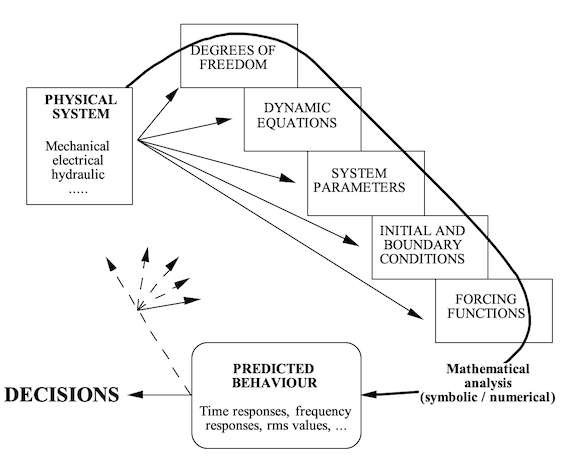 DEGREES OF
FREEDOM
PHYSICAL
SYSTEM
Mechanical
electrical
hydraulic
.....
DYNAMIC
EQUATIONS
SYSTEM
PARAMETERS
INITIAL AND
BOUNDARY
CONDITIONS
FORCING
FUNCTIONS
Mathematical
analysis
(symbolic / numerical)
PREDICTED
BEHAVIOUR
Time responses, frequency
responses, rms values, ...
DECISIONS